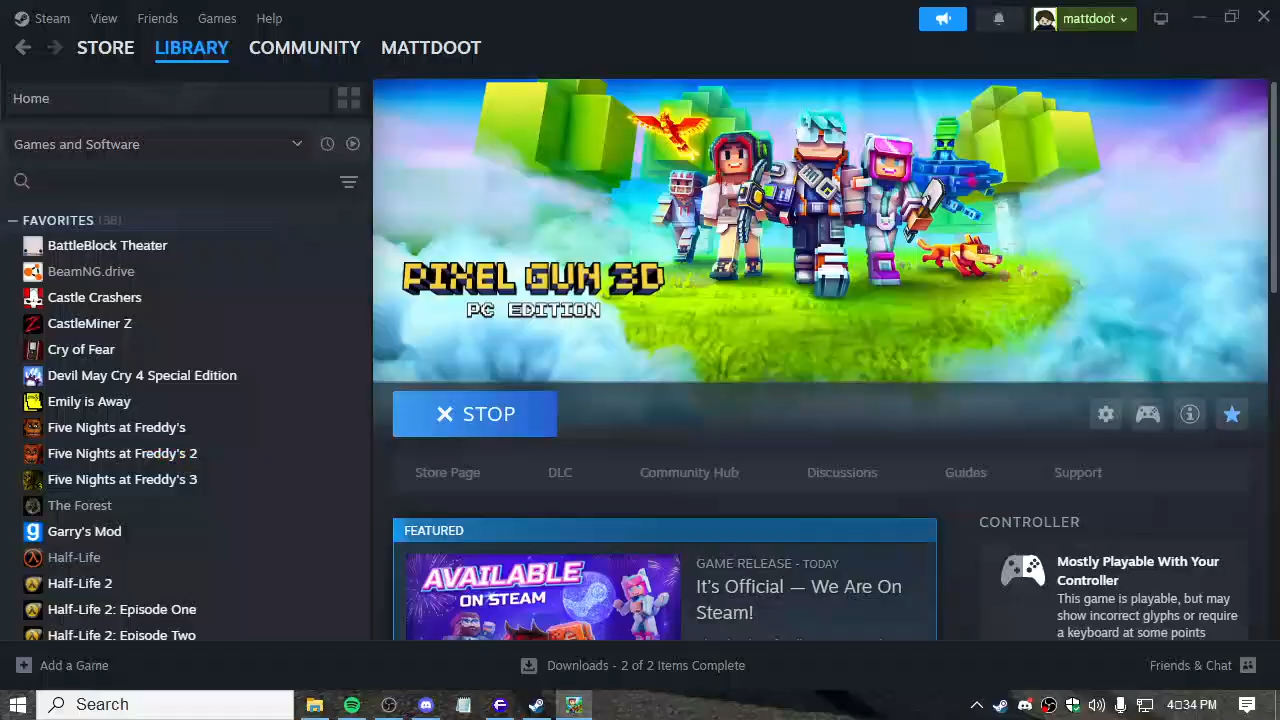 Steam View Friends Games Help
mattdoot
STORE LIBRARY COMMUNITY MATTDOOT
Home
Games and Software
FAVORITES (38)
BattleBlock Theater
BeamNG.drive
Castle Crashers
CastleMiner Z
Cry of Fear
Devil May Cry 4 Special Edition
Emily is Away
Five Nights at Freddy's
Five Nights at Freddy's 2
Five Nights at Freddy's 3
The Forest
Garry's Mod
Half-Life
Half-Life 2
Half-Life 2: Episode One
Half-Life 2: Episode Two
PIXEL GUN 3D
PC EDITION
STOP
Store Page DLC Community Hub Discussions Guides Support
FEATURED
AVAILABLE
ON STEAM
GAME RELEASE - TODAY
It's Official — We Are On
Steam!
CONTROLLER
Mostly Playable With Your
Controller
This game is playable, but may
show incorrect glyphs or require
a keyboard at some points
Add a Game
Downloads - 2 of 2 Items Complete
Friends & Chat
Search
4:34 PM